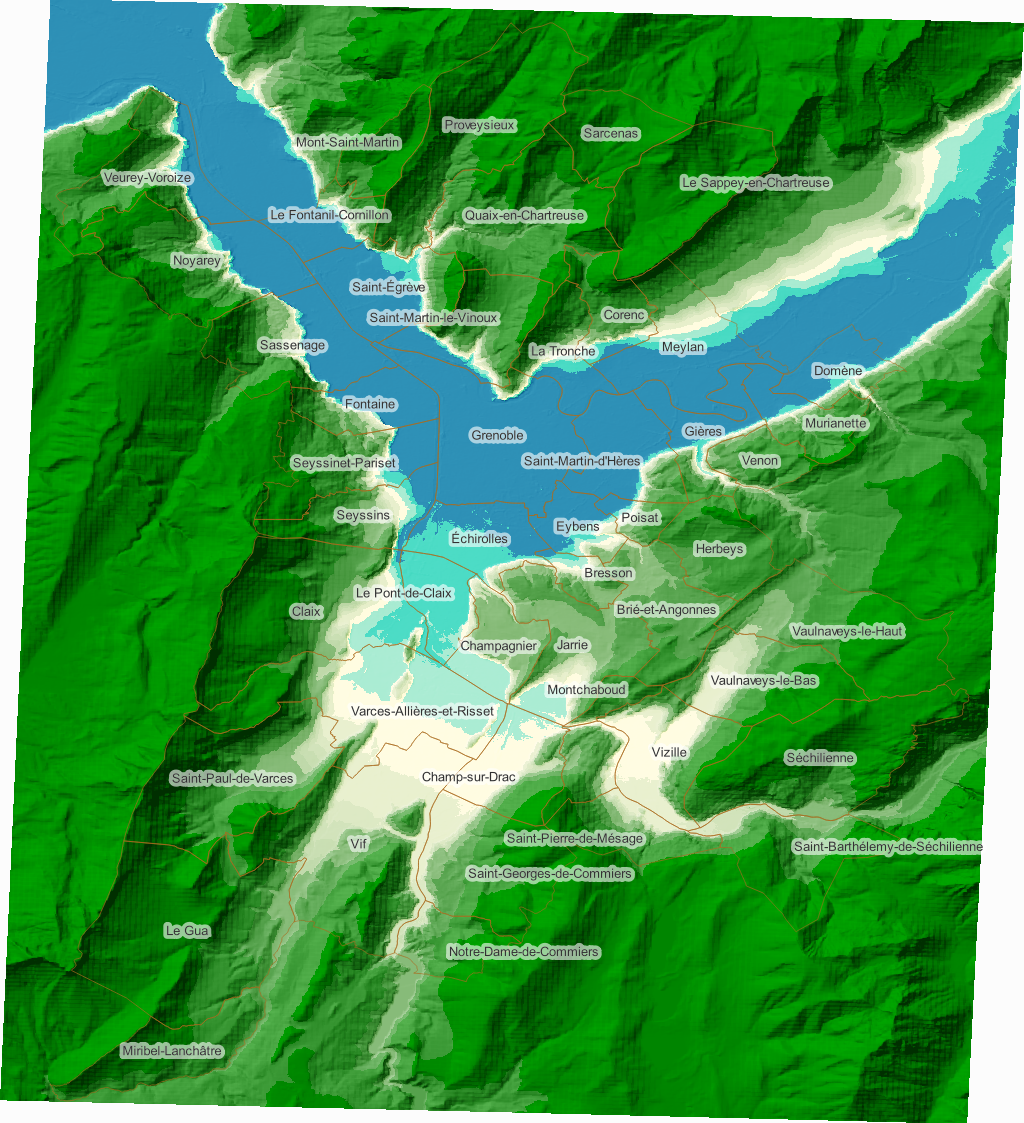 Proveysieux
Sarcenas
Mont-Saint-Martin
Veurey-Voroize
Le Sappey-en-Chartreuse
Le Fontanil-Cornillon
Quaix-en-Chartreuse
Noyarey
Saint-Égrève
Saint-Martin-le-Vinoux
Corenc
Sassenage
La Tronche
Meylan
Domène
Fontaine
Murianette
Grenoble
Gières
Seyssinet-Pariset
Saint-Martin-d'Hères
Venon
Seyssins
Poisat
Eybens
Échirolles
Herbeys
Bresson
Le Pont-de-Claix
Claix
Brié-et-Angonnes
Vaulnaveys-le-Haut
Champagnier
Jarrie
Vaulnaveys-le-Bas
Montchaboud
Varces-Allières-et-Risset
Vizille
Séchilienne
Saint-Paul-de-Varces
Champ-sur-Drac
Saint-Pierre-de-Mésage
Vif
Saint-Barthélemy-de-Séchilienne
Saint-Georges-de-Commiers
Le Gua
Notre-Dame-de-Commiers
Miribel-Lanchâtre